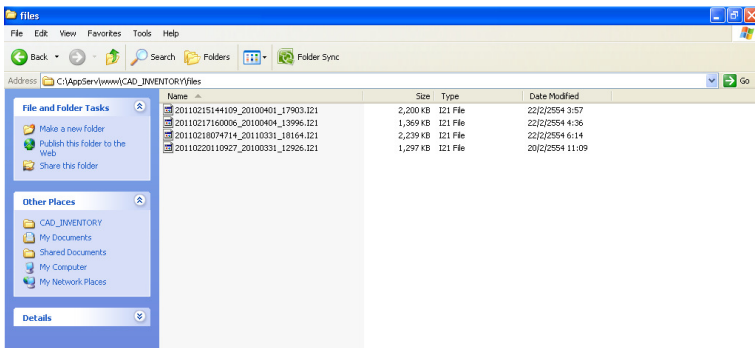 files
File Edit View Favorites Tools Help
Back Search Folders Folder Sync
Address C:\AppServ\www\CAD_INVENTORY\files Go
File and Folder Tasks
Make a new folder
Publish this folder to the
Web
Share this folder
Other Places
CAD_INVENTORY
My Documents
Shared Documents
My Computer
My Network Places
Details
Name Size Type Date Modified
20110215144109_20100401_17903.I21 2,200 KB I21 File 22/2/2554 3:57
20110217160006_20100404_13996.I21 1,369 KB I21 File 22/2/2554 4:36
20110218074714_20110331_18164.I21 2,239 KB I21 File 22/2/2554 6:14
20110220110927_20100331_12926.I21 1,297 KB I21 File 20/2/2554 11:09